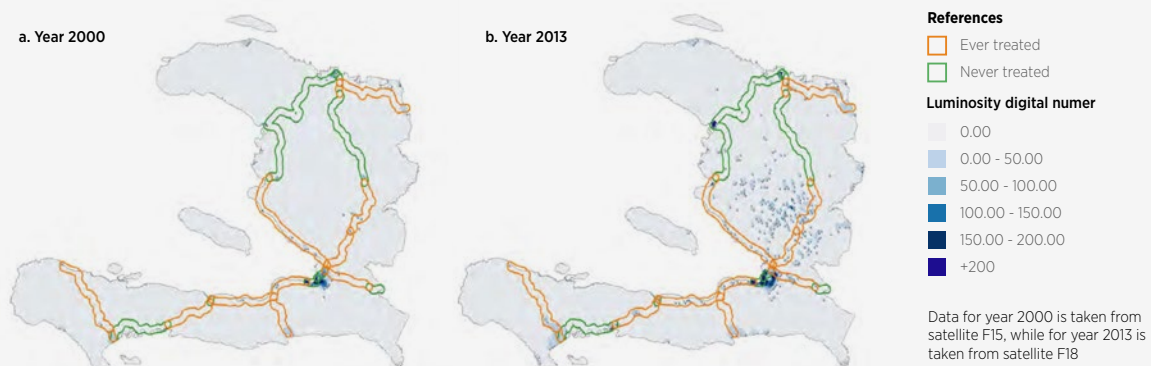 a. Year 2000
b. Year 2013
References
Ever treated
Never treated
Luminosity digital numer
0.00
0.00 - 50.00
50.00 - 100.00
100.00 - 150.00
150.00 - 200.00
+200
Data for year 2000 is taken from
satellite F15, while for year 2013 is
taken from satellite F18